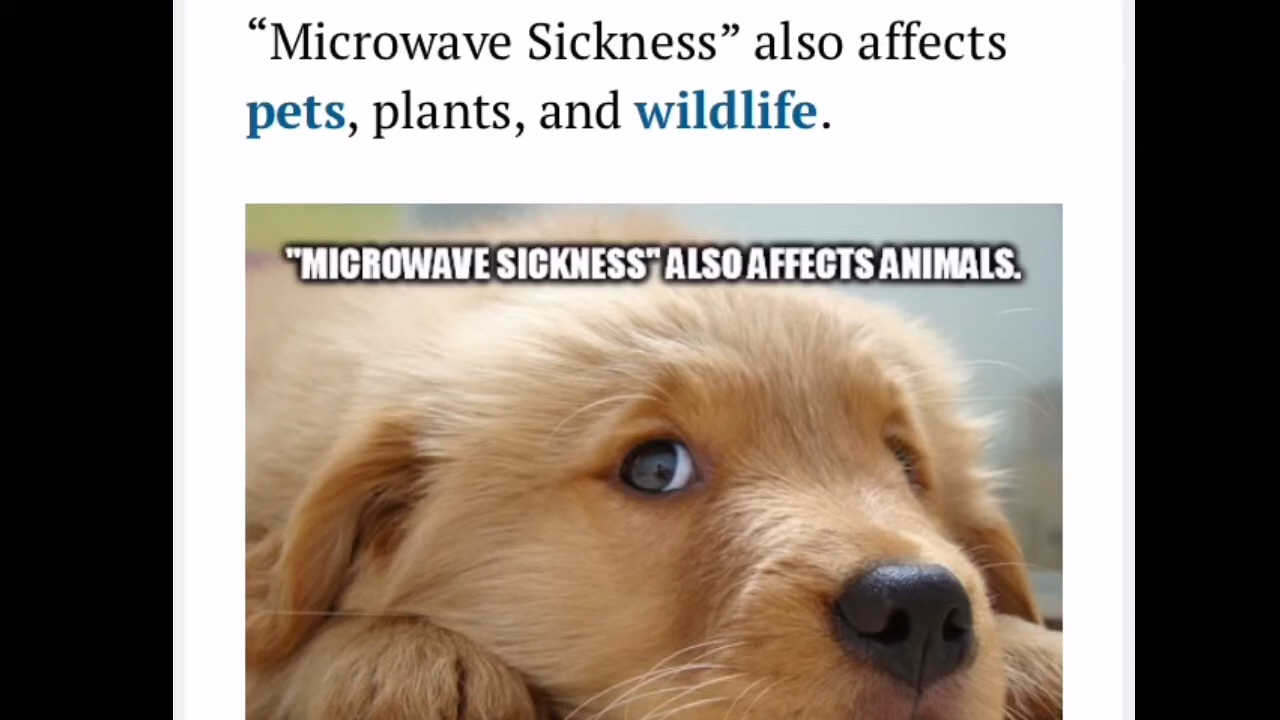 “Microwave Sickness” also affects
pets, plants, and wildlife.
"MICROWAVE SICKNESS" ALSO AFFECTS ANIMALS.